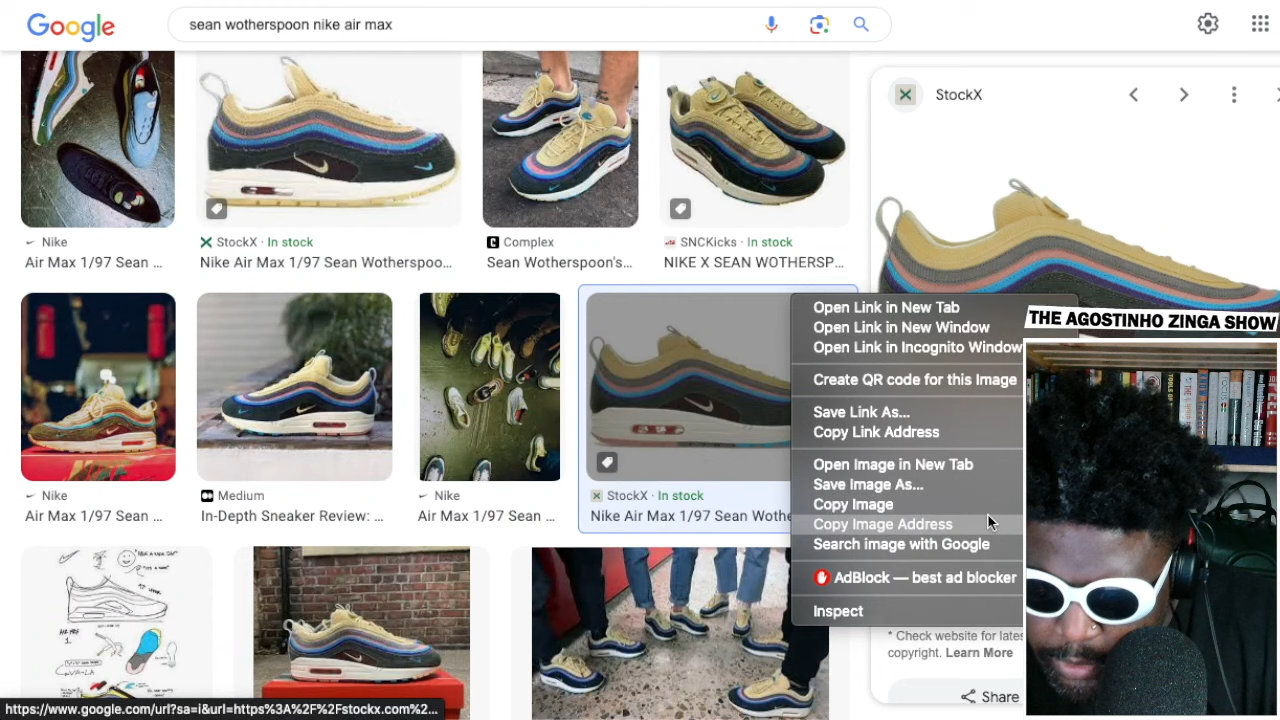 Google
sean wotherspoon nike air max
StockX
Nike
Air Max 1/97 Sean ...
StockX · In stock
Nike Air Max 1/97 Sean Wotherspoo...
Complex
Sean Wotherspoon's...
SNCKicks · In stock
NIKE X SEAN WOTHERSP...
Nike
Air Max 1/97 Sean ...
Medium
In-Depth Sneaker Review: ...
Nike
Air Max 1/97 Sean ...
StockX · In stock
Nike Air Max 1/97 Sean Wothe
Open Link in New Tab
Open Link in New Window
Open Link in Incognito Window
Create QR code for this Image
Save Link As...
Copy Link Address
Open Image in New Tab
Save Image As...
Copy Image
Copy Image Address
Search image with Google
AdBlock — best ad blocker
Inspect
THE AGOSTINHO ZINGA SHOW
* Check website for lates
copyright. Learn More
Share
https://www.google.com/url?sa=i&url=https%3A%2F%2Fstockx.com%2...